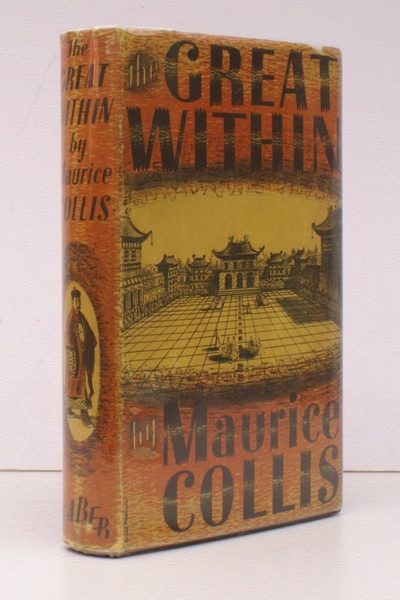 The
GREAT
WITHIN
by
Maurice
COLLIS
FABER
the
GREAT
WITHIN
by
Maurice
COLLIS